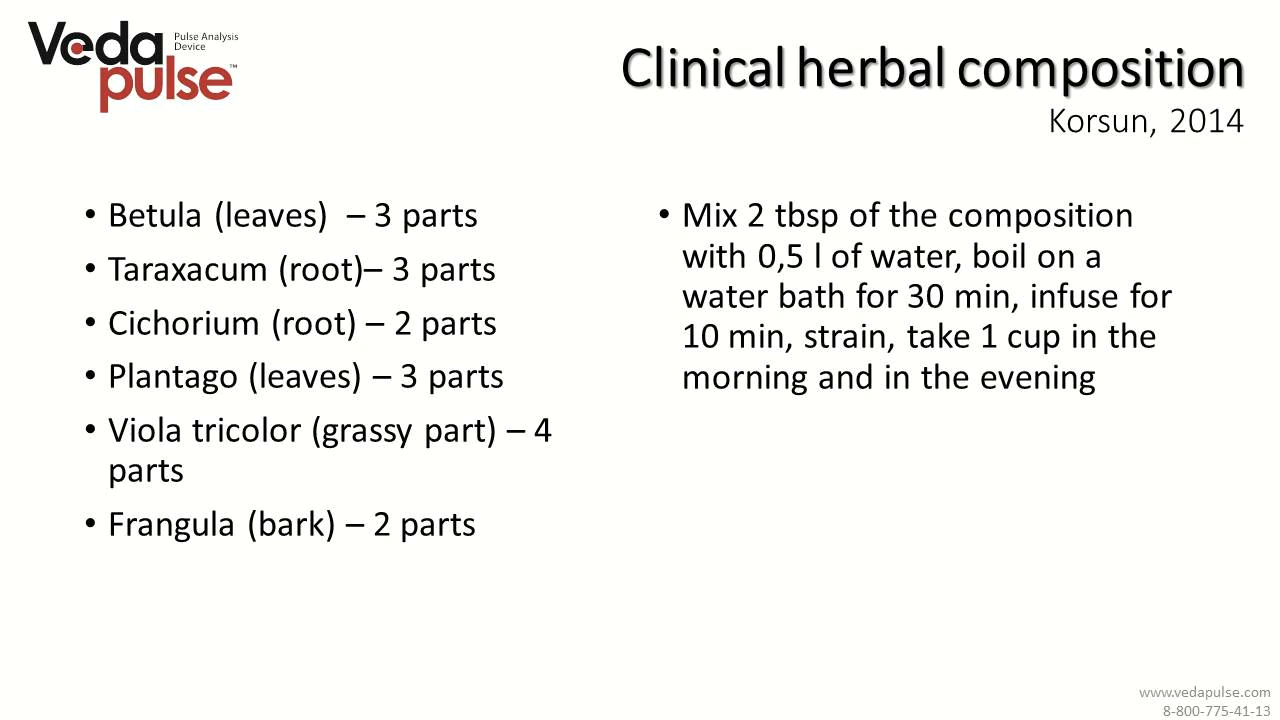 Veda
pulse™
Pulse Analysis
Device
Clinical herbal composition
Korsun, 2014
• Betula (leaves)  – 3 parts
• Taraxacum (root)– 3 parts
• Cichorium (root) – 2 parts
• Plantago (leaves) – 3 parts
• Viola tricolor (grassy part) – 4
parts
• Frangula (bark) – 2 parts
• Mix 2 tbsp of the composition
with 0,5 l of water, boil on a
water bath for 30 min, infuse for
10 min, strain, take 1 cup in the
morning and in the evening
www.vedapulse.com
8-800-775-41-13